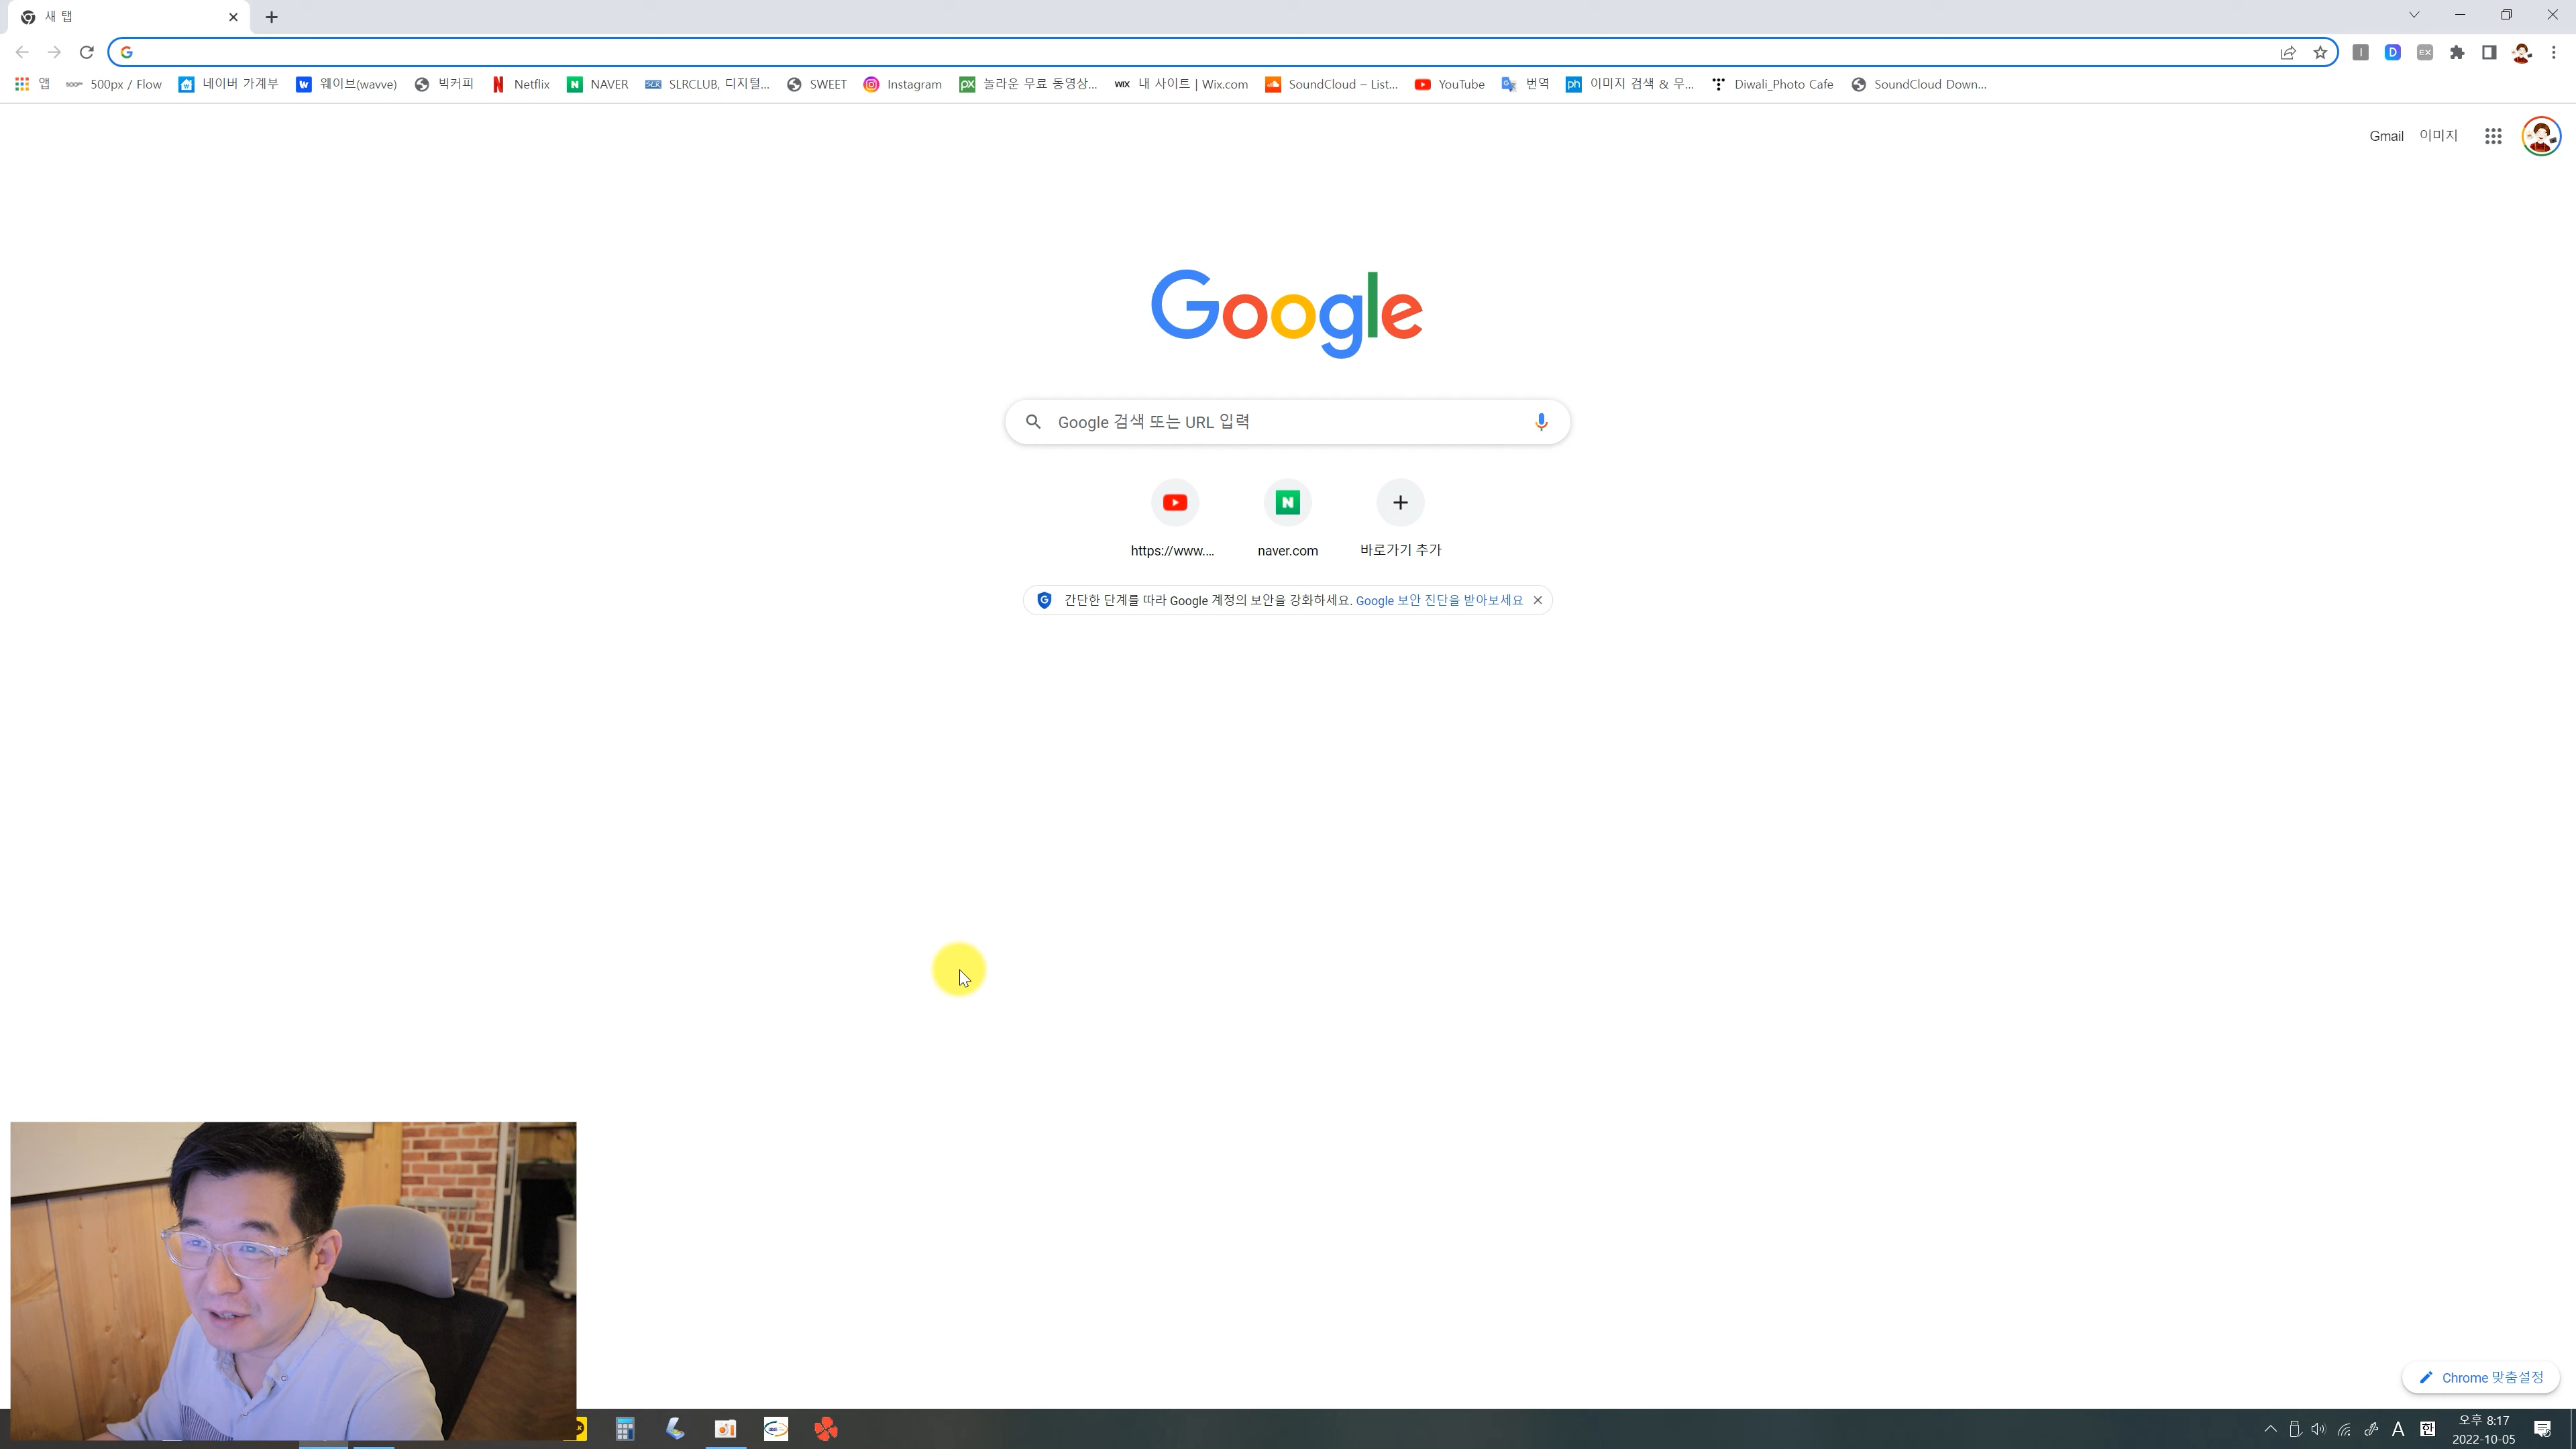 새 탭
앱
500px / Flow
네이버 가계부
웨이브(wavve)
빅커피
Netflix
NAVER
SLRCLUB, 디지털...
SWEET
Instagram
놀라운 무료 동영상...
WIX 내 사이트 | Wix.com
SoundCloud – List...
YouTube
번역
ph 이미지 검색 & 무...
Diwali_Photo Cafe
SoundCloud Down...
Gmail
이미지
Google
Google 검색 또는 URL 입력
https://www....
naver.com
바로가기 추가
간단한 단계를 따라 Google 계정의 보안을 강화하세요. Google 보안 진단을 받아보세요
Chrome 맞춤설정
A
한
오후 8:17
2022-10-05